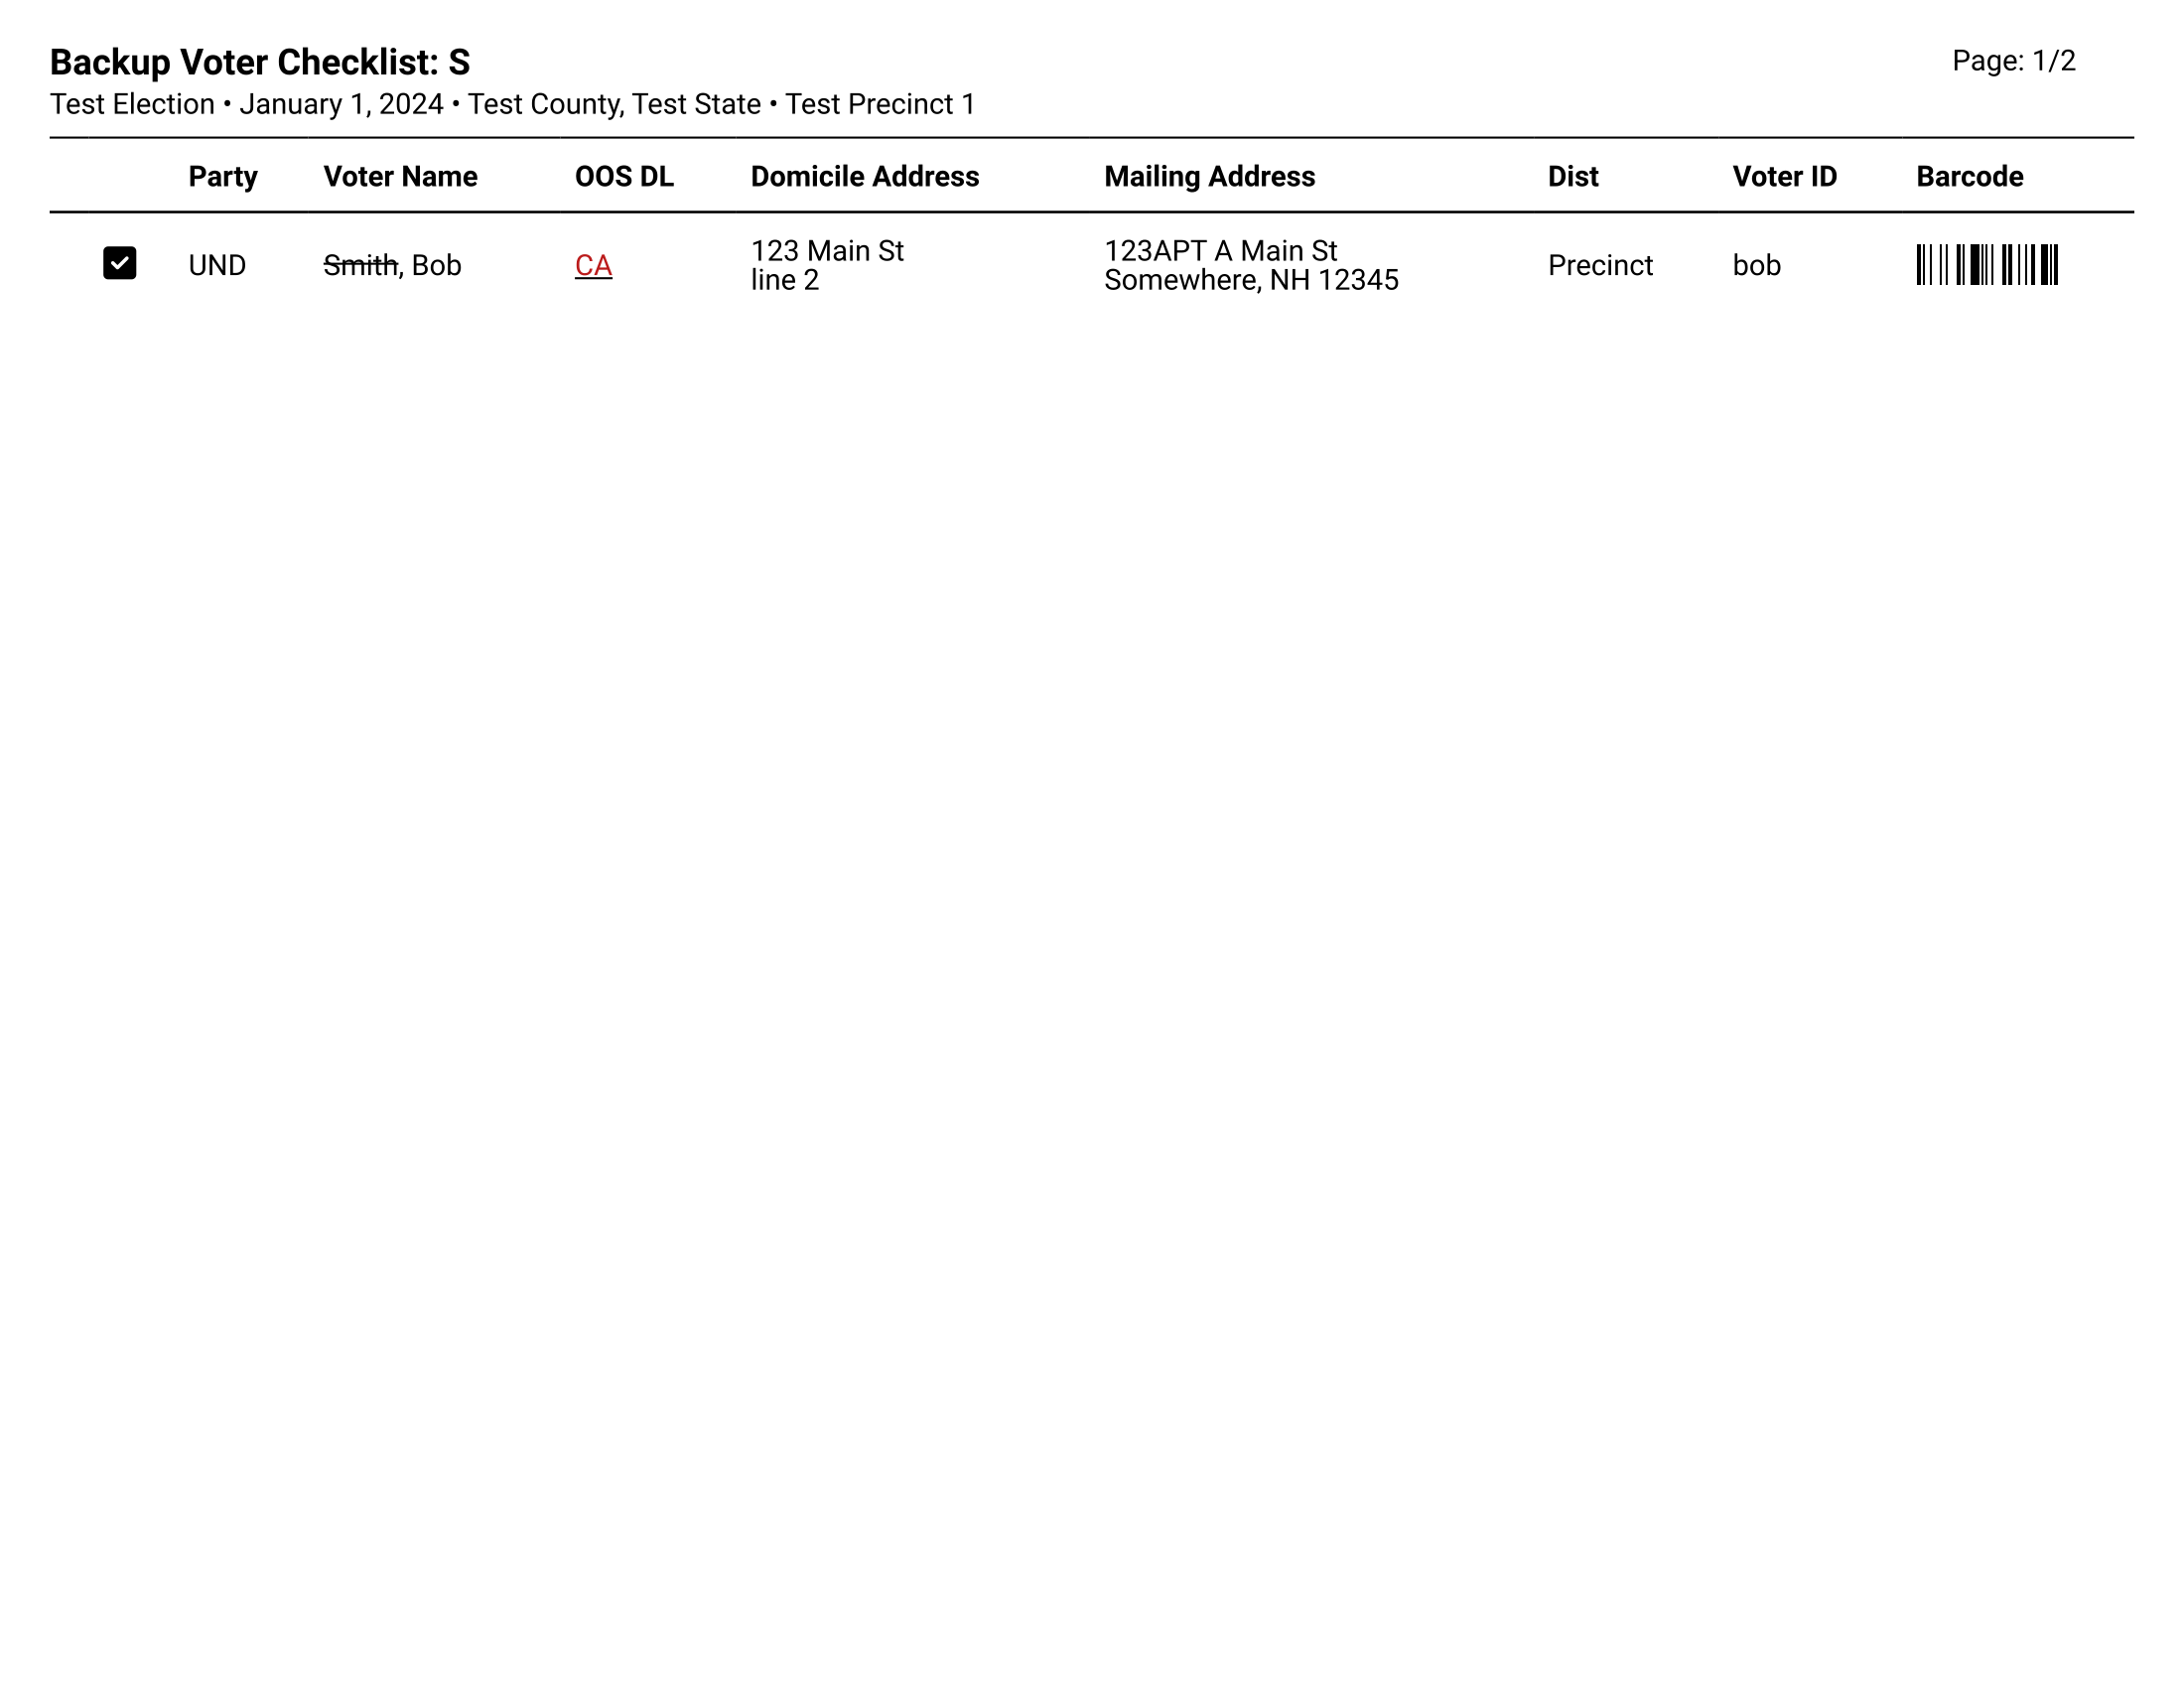 Backup Voter Checklist: S
Page: 1/2
Test Election • January 1, 2024 • Test County, Test State • Test Precinct 1
Party Voter Name OOS DL Domicile Address Mailing Address Dist Voter ID Barcode
UND Smith, Bob CA 123 Main St 123APT A Main St Precinct bob
line 2 Somewhere, NH 12345